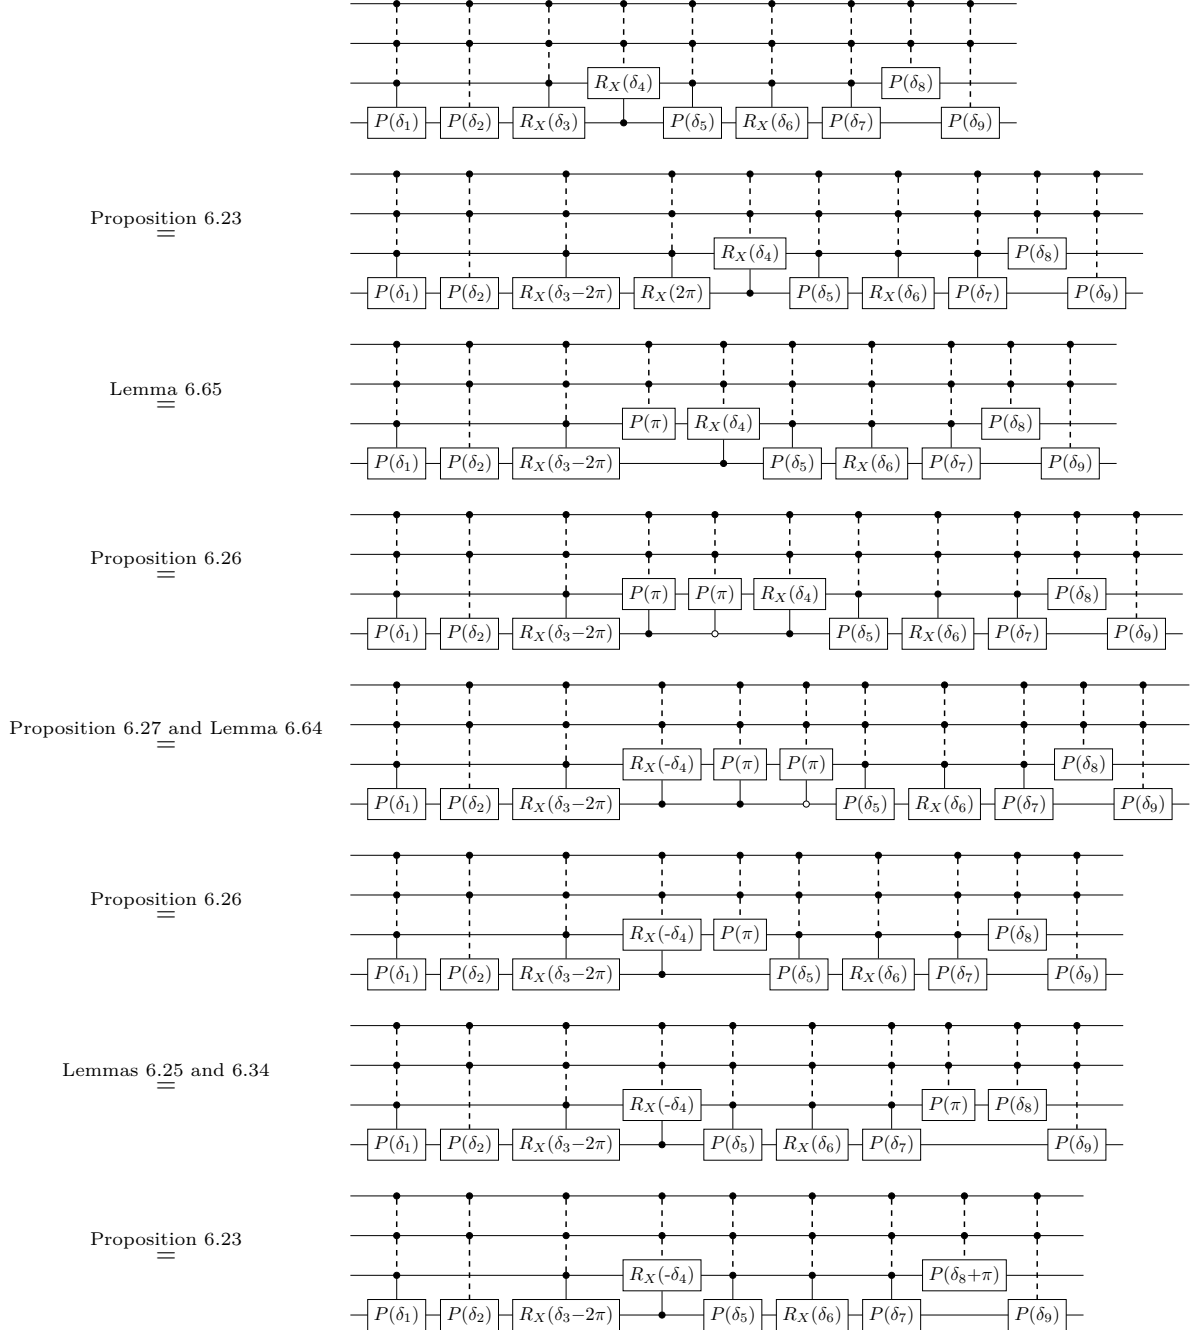 R_X(δ₄) P(δ₈)
P(δ₁) P(δ₂) R_X(δ₃) P(δ₅) R_X(δ₆) P(δ₇) P(δ₉)
Proposition 6.23
=
R_X(δ₄) P(δ₈)
P(δ₁) P(δ₂) R_X(δ₃−2π) R_X(2π) P(δ₅) R_X(δ₆) P(δ₇) P(δ₉)
Lemma 6.65
=
P(π) R_X(δ₄) P(δ₈)
P(δ₁) P(δ₂) R_X(δ₃−2π) P(δ₅) R_X(δ₆) P(δ₇) P(δ₉)
Proposition 6.26
=
P(π) P(π) R_X(δ₄) P(δ₈)
P(δ₁) P(δ₂) R_X(δ₃−2π) P(δ₅) R_X(δ₆) P(δ₇) P(δ₉)
Proposition 6.27 and Lemma 6.64
=
R_X(-δ₄) P(π) P(π) P(δ₈)
P(δ₁) P(δ₂) R_X(δ₃−2π) P(δ₅) R_X(δ₆) P(δ₇) P(δ₉)
Proposition 6.26
=
R_X(-δ₄) P(π) P(δ₈)
P(δ₁) P(δ₂) R_X(δ₃−2π) P(δ₅) R_X(δ₆) P(δ₇) P(δ₉)
Lemmas 6.25 and 6.34
=
R_X(-δ₄) P(π) P(δ₈)
P(δ₁) P(δ₂) R_X(δ₃−2π) P(δ₅) R_X(δ₆) P(δ₇) P(δ₉)
Proposition 6.23
=
R_X(-δ₄) P(δ₈+π)
P(δ₁) P(δ₂) R_X(δ₃−2π) P(δ₅) R_X(δ₆) P(δ₇) P(δ₉)